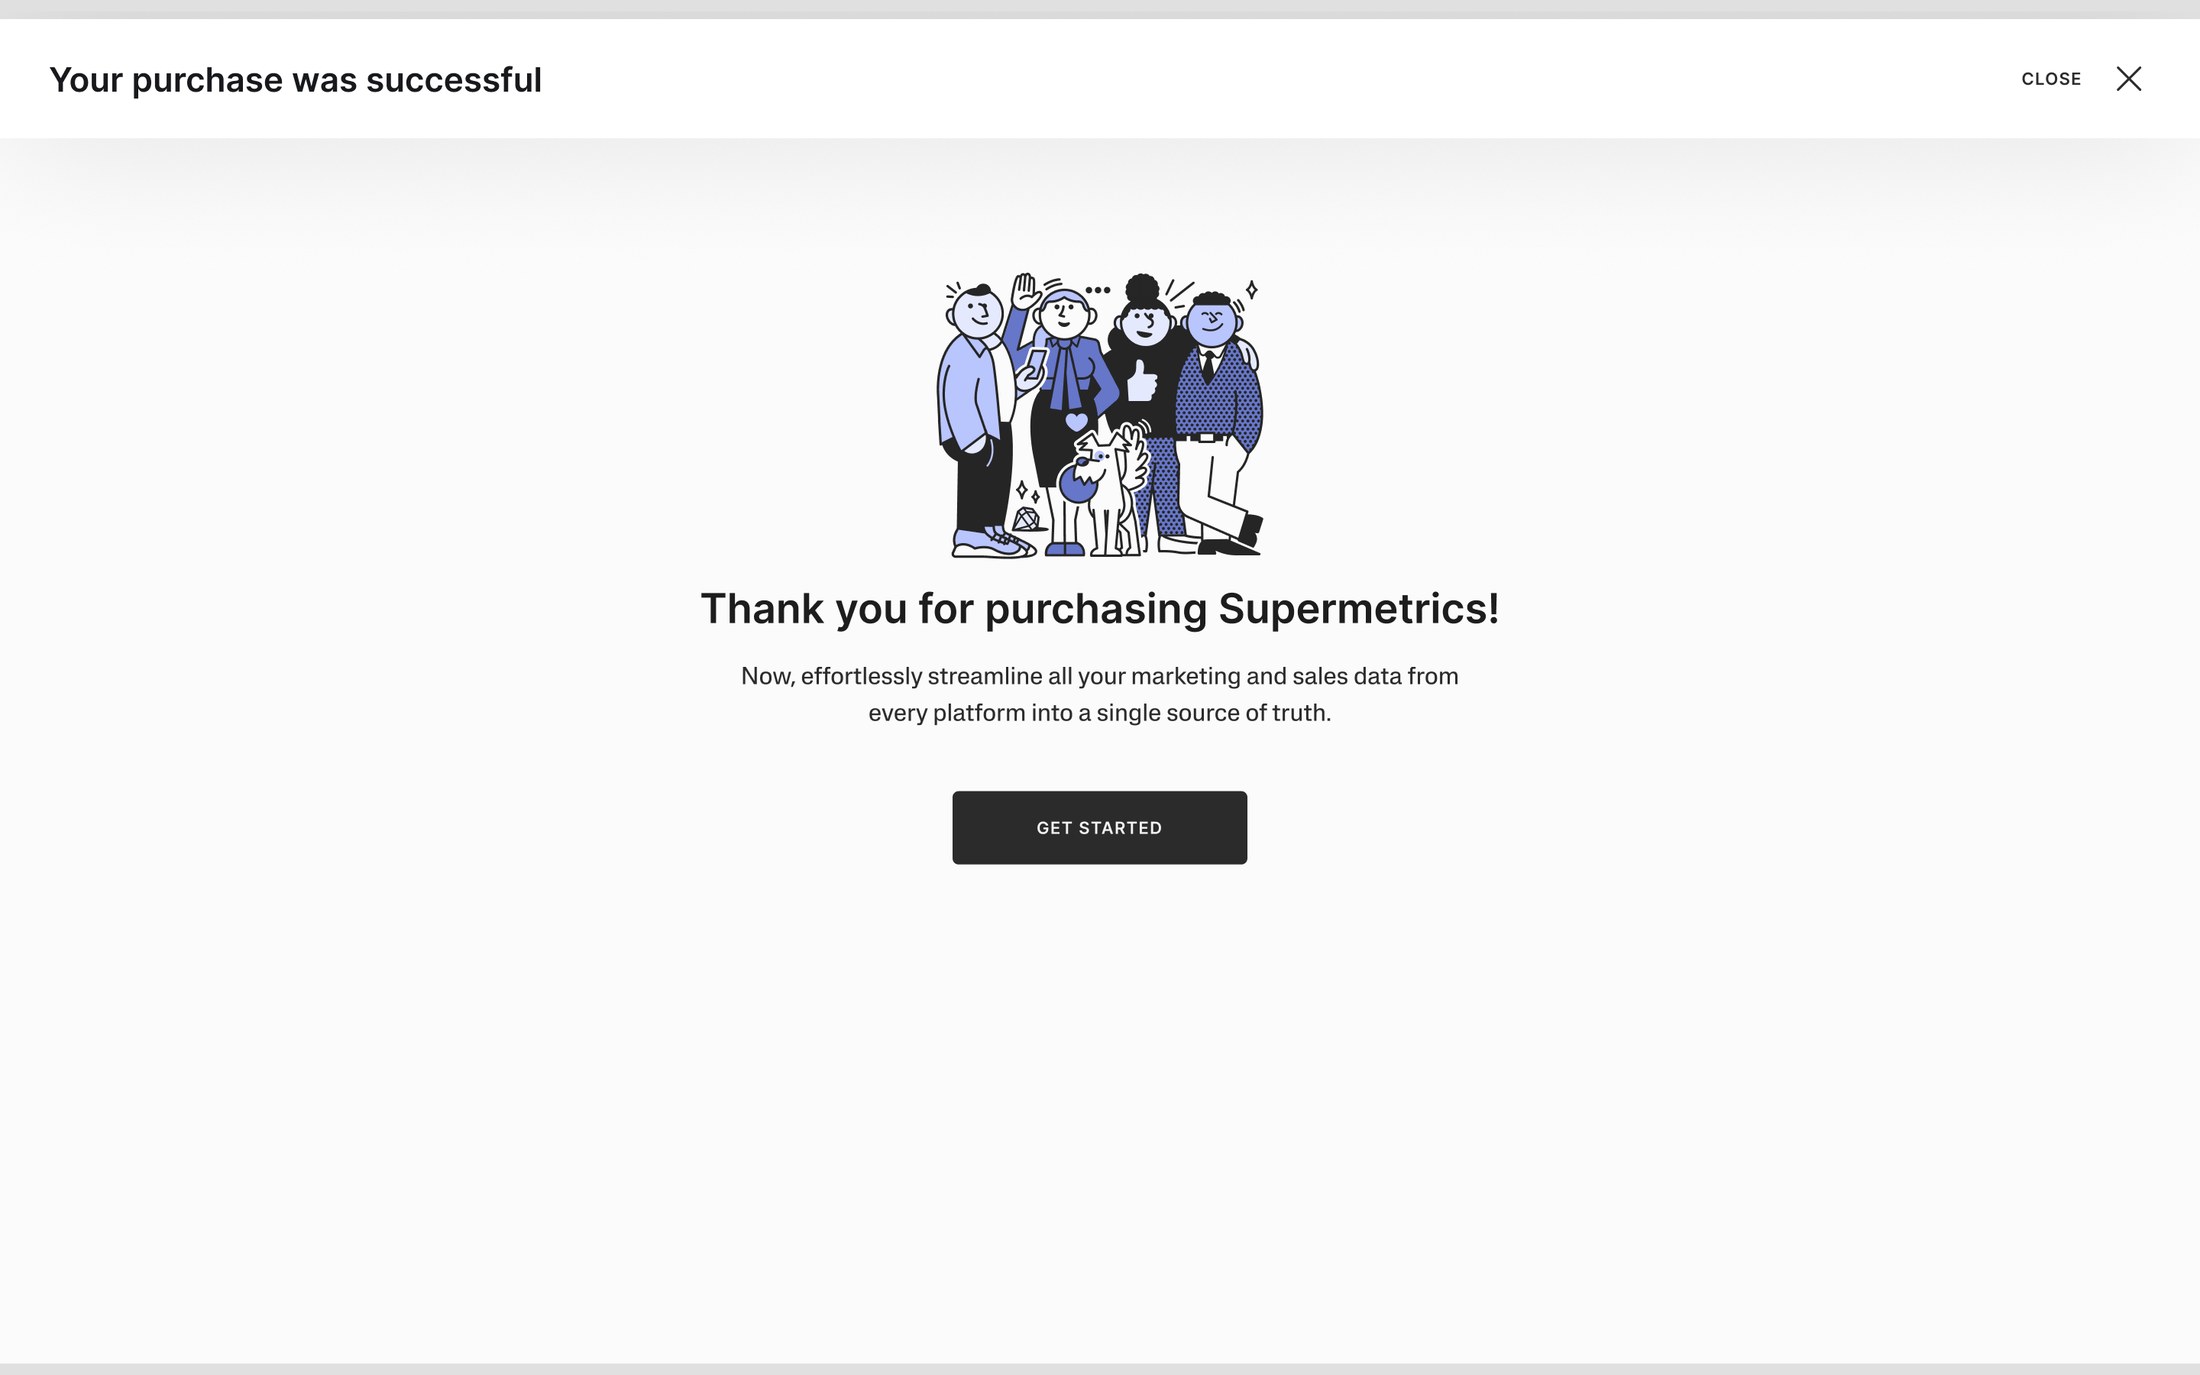 Your purchase was successful
CLOSE
Thank you for purchasing Supermetrics!
Now, effortlessly streamline all your marketing and sales data from
every platform into a single source of truth.
GET STARTED